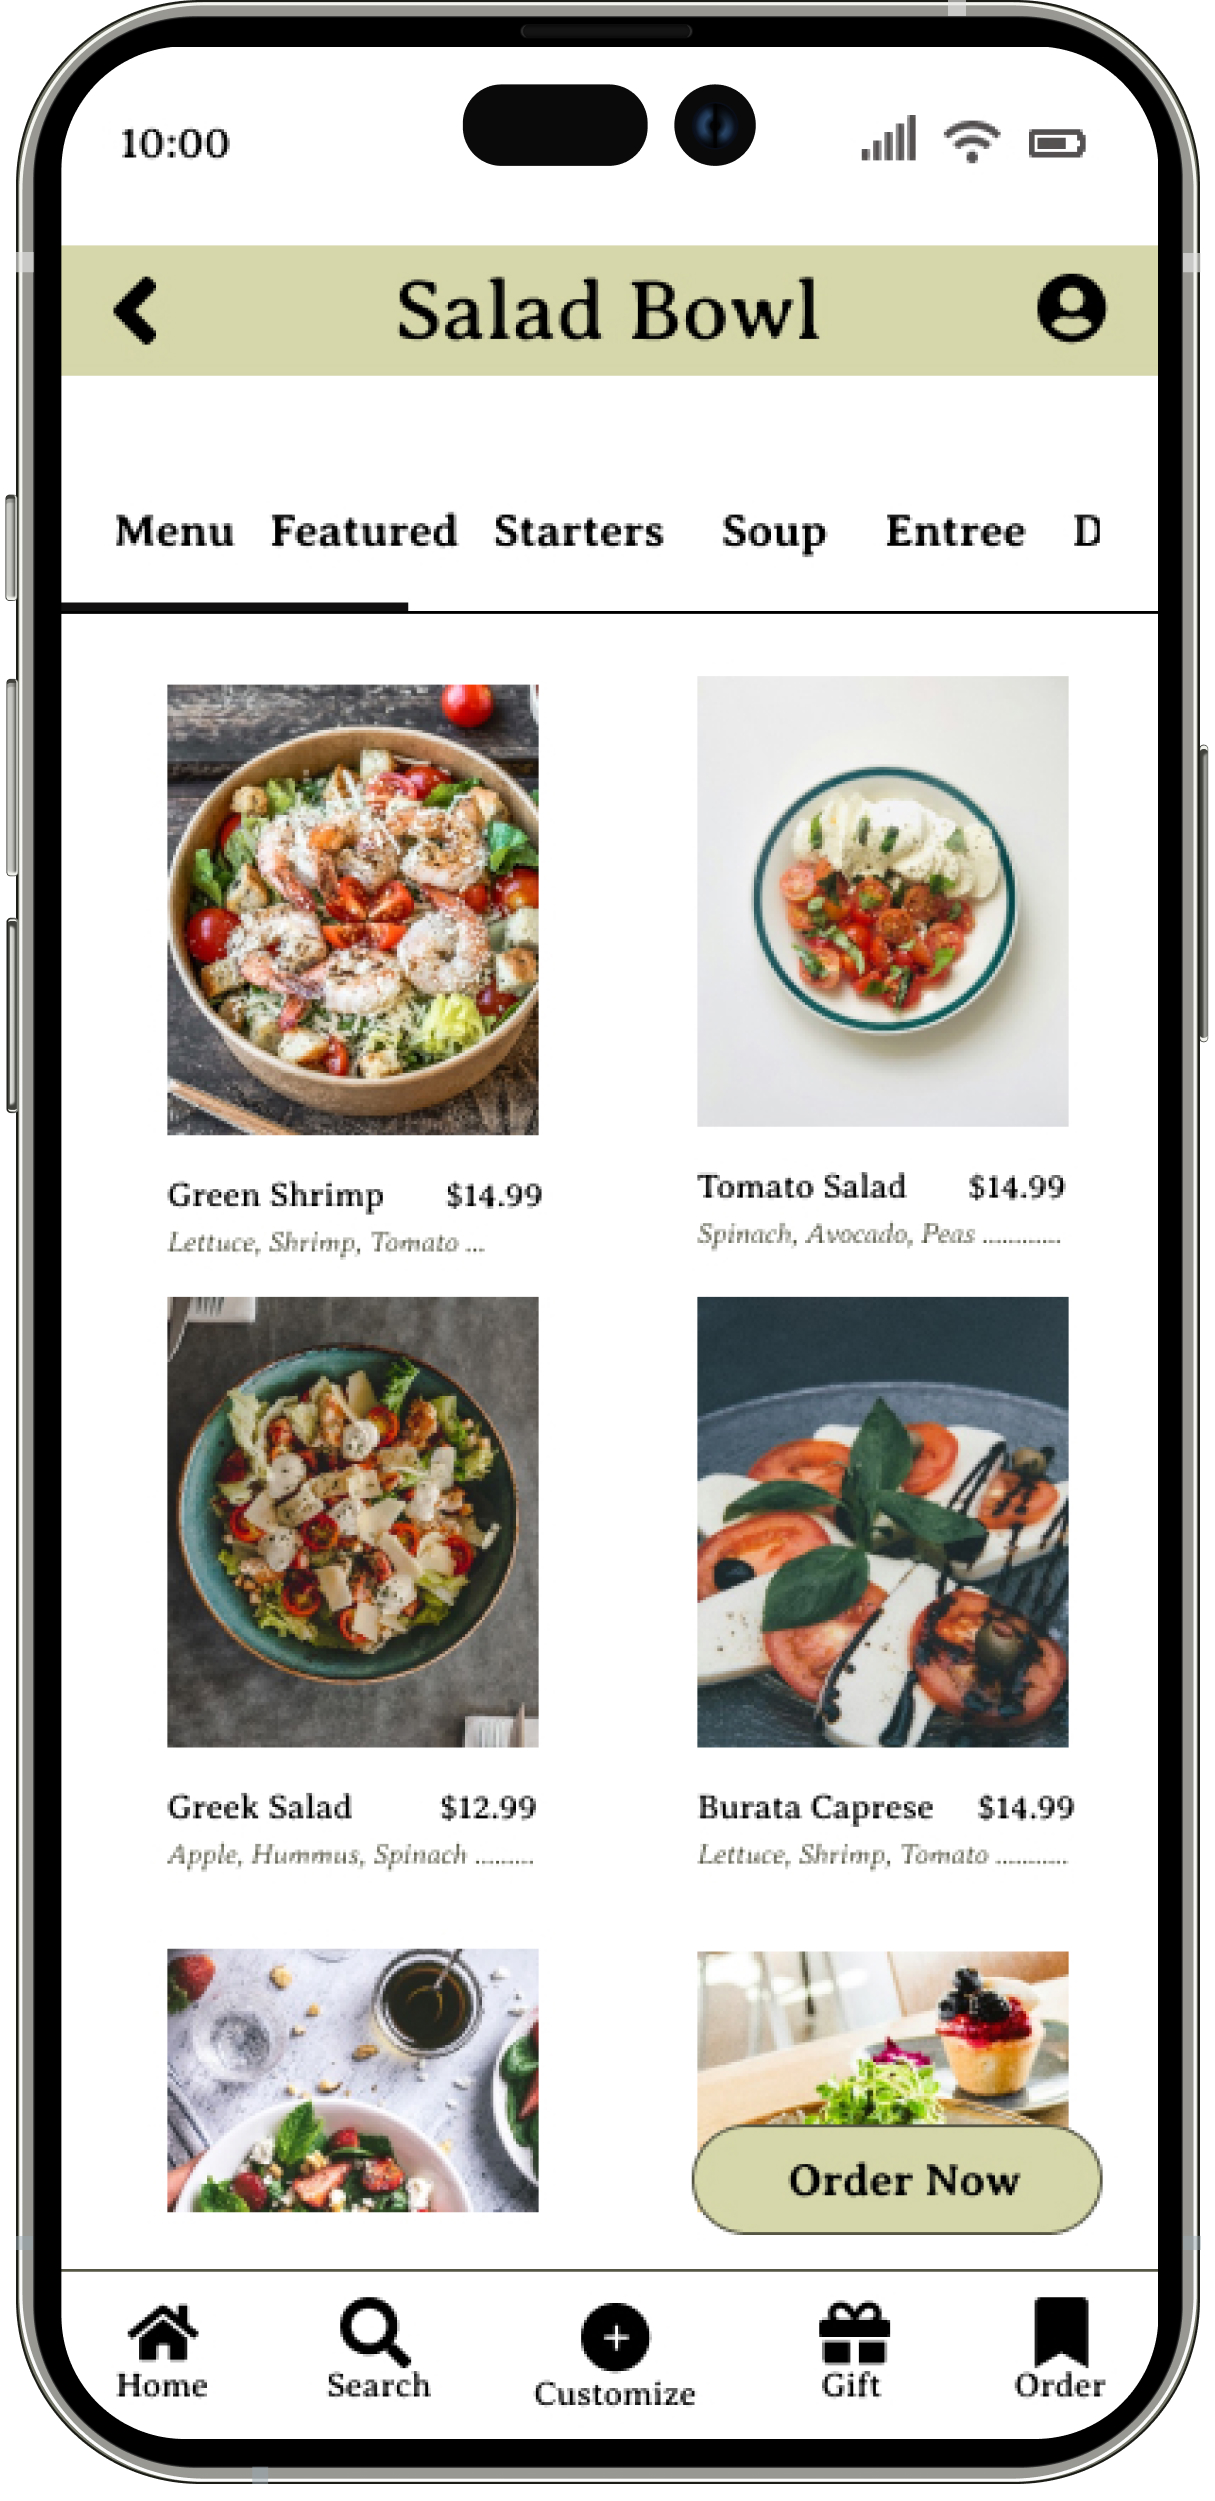 10:00
Salad Bowl
Menu Featured Starters Soup Entree D
Green Shrimp $14.99
Lettuce, Shrimp, Tomato ...
Tomato Salad $14.99
Spinach, Avocado, Peas .............
Greek Salad $12.99
Apple, Hummus, Spinach ..........
Burata Caprese $14.99
Lettuce, Shrimp, Tomato ............
Order Now
Home Search Customize Gift Order